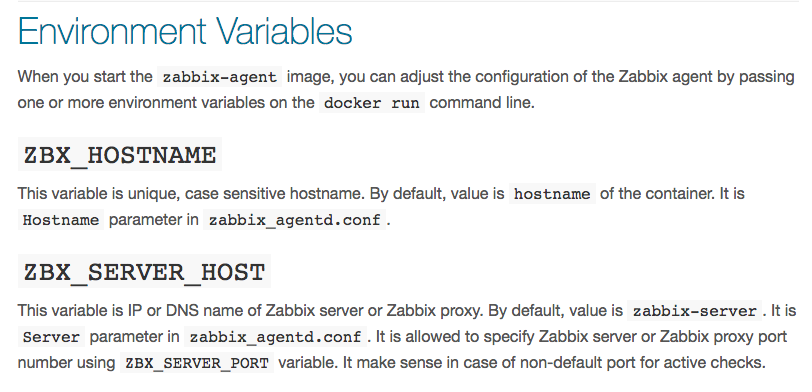 Environment Variables
When you start the zabbix-agent image, you can adjust the configuration of the Zabbix agent by passing
one or more environment variables on the docker run command line.
ZBX_HOSTNAME
This variable is unique, case sensitive hostname. By default, value is hostname of the container. It is
Hostname parameter in zabbix_agentd.conf.
ZBX_SERVER_HOST
This variable is IP or DNS name of Zabbix server or Zabbix proxy. By default, value is zabbix-server. It is
Server parameter in zabbix_agentd.conf. It is allowed to specify Zabbix server or Zabbix proxy port
number using ZBX_SERVER_PORT variable. It make sense in case of non-default port for active checks.